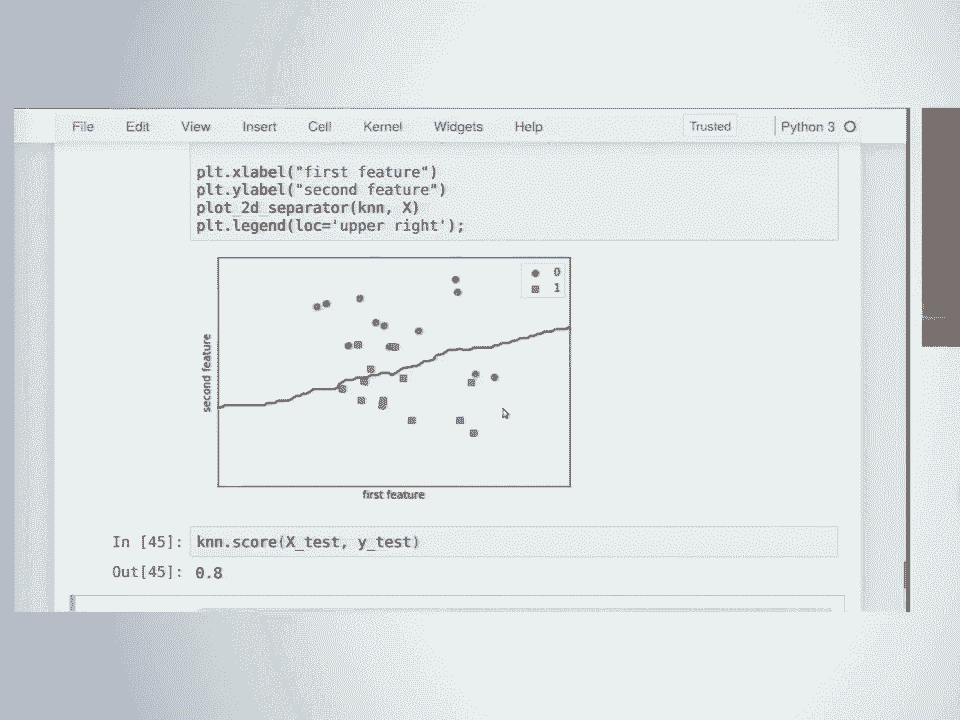 File Edit View Insert Cell Kernel Widgets Help Trusted Python 3
plt.xlabel("first feature")
plt.ylabel("second feature")
plot_2d_separator(knn, X)
plt.legend(loc='upper right');
0
1
second feature
first feature
In [45]: knn.score(X_test, y_test)
Out[45]: 0.8